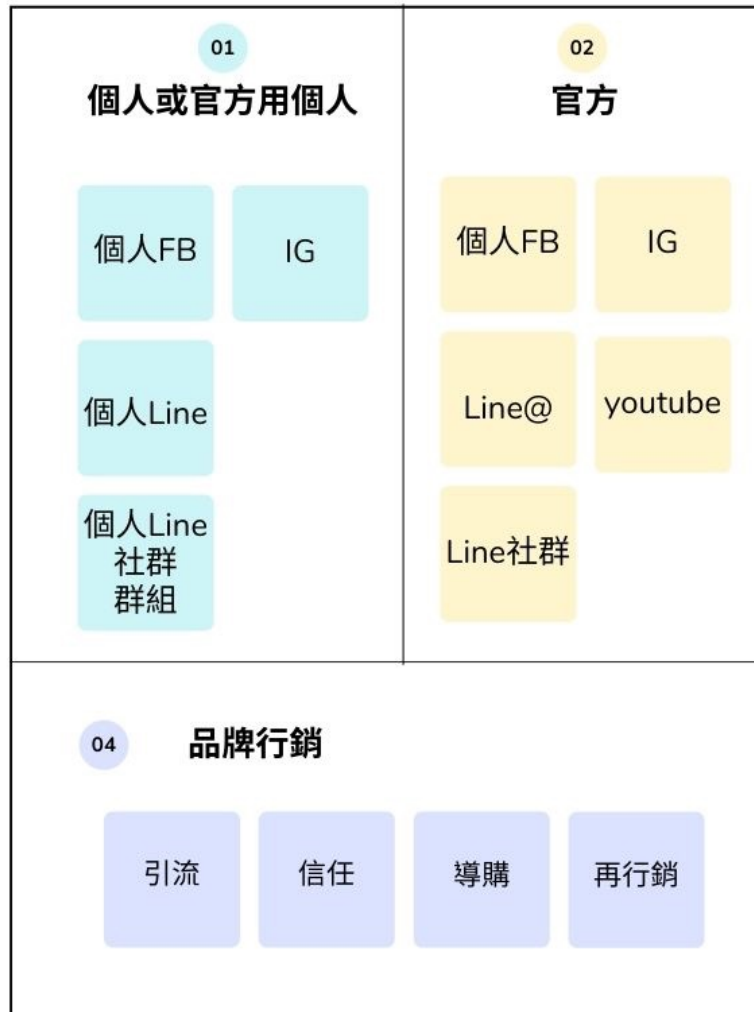 01
個人或官方用個人
個人FB
IG
個人Line
個人Line
社群
群組
02
官方
個人FB
IG
Line@
youtube
Line社群
04
品牌行銷
引流
信任
導購
再行銷